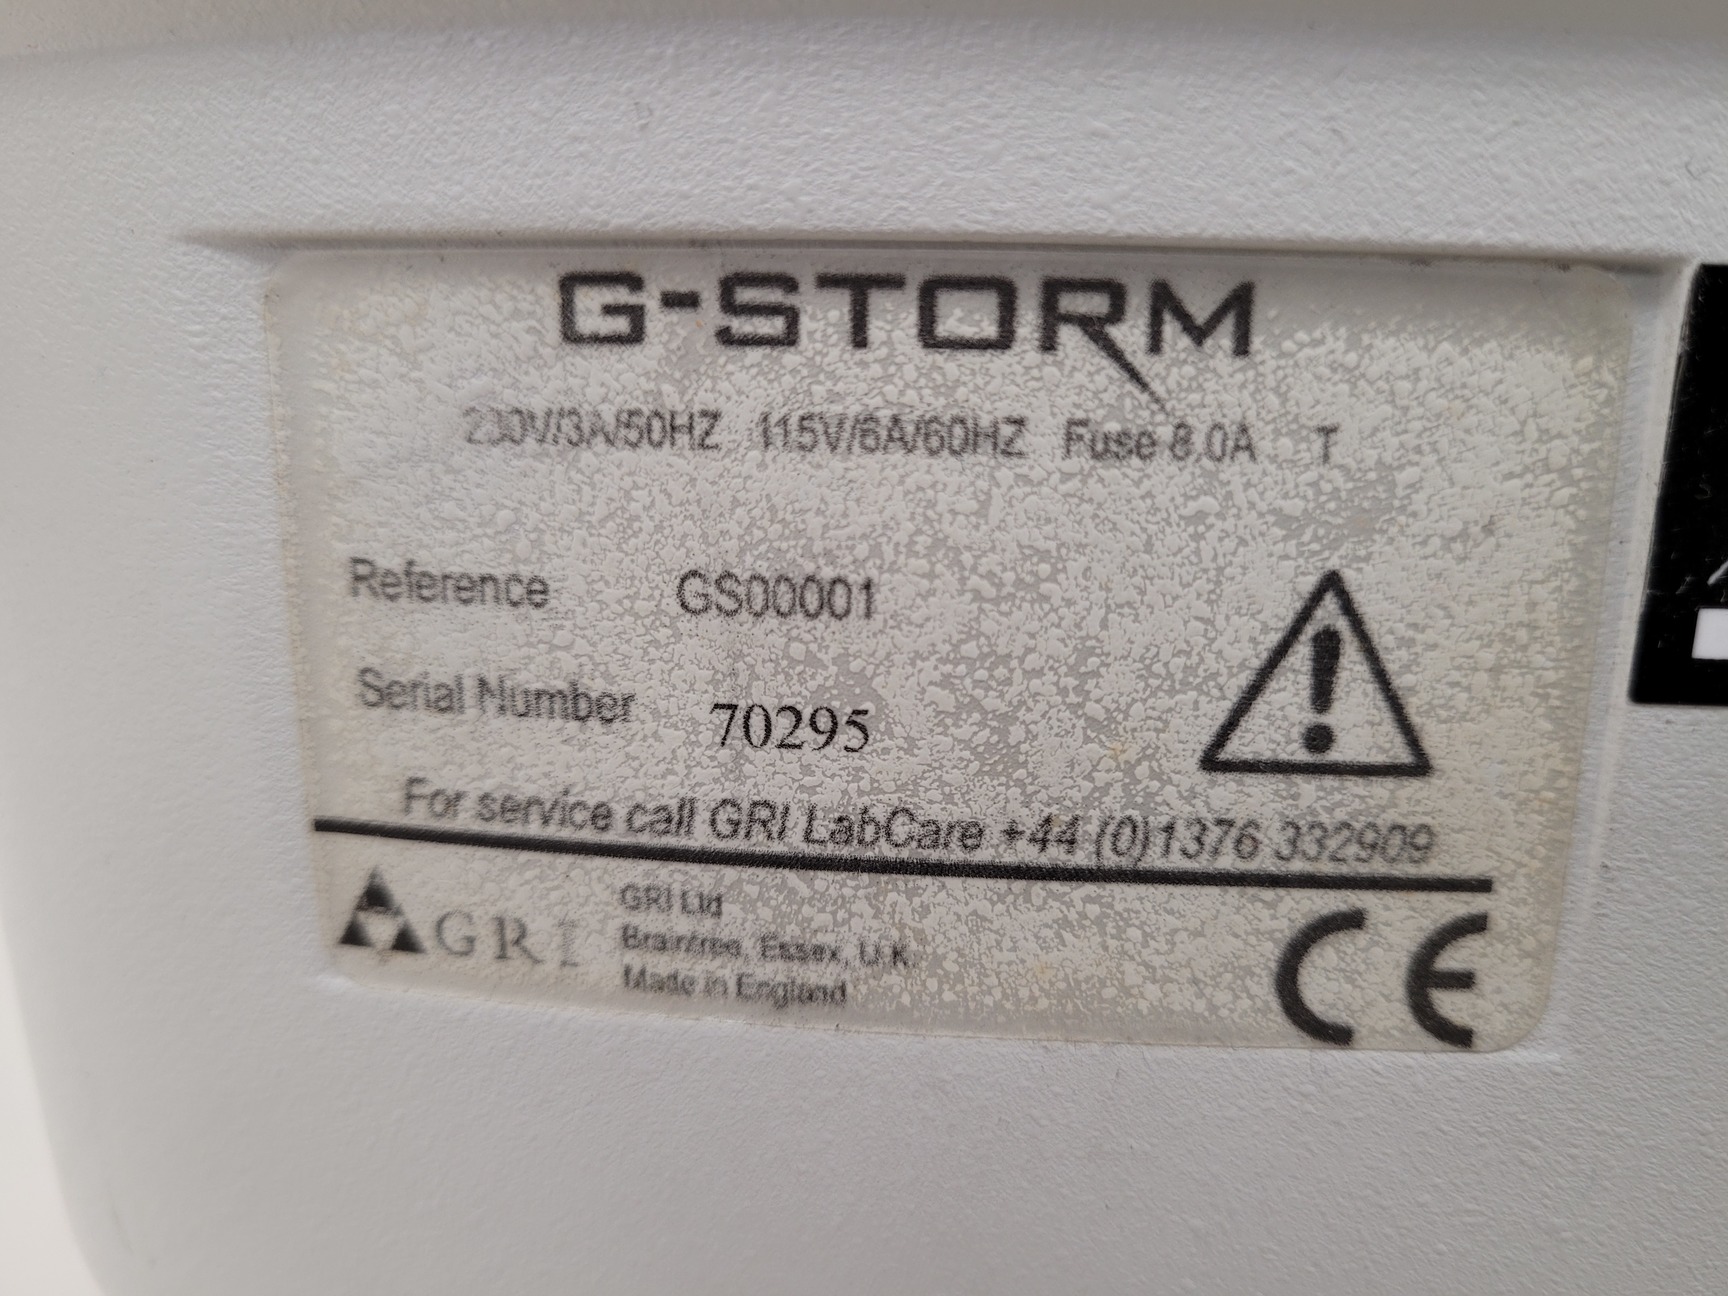 G-STORM
230V/3A/50HZ 115V/6A/60HZ Fuse 8.0A T
Reference GS00001
Serial Number 70295
For service call GRI LabCare +44 (0)1376 332909
GRI
GRI Ltd
Braintree, Essex, U.K.
Made in England
CE